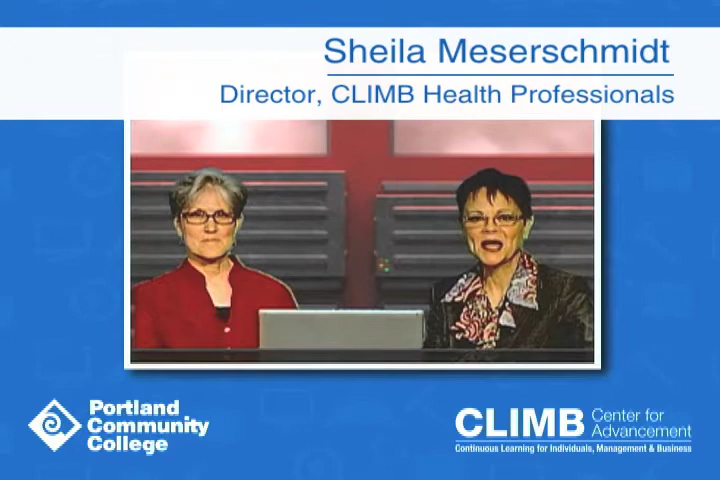 Sheila Meserschmidt
Director, CLIMB Health Professionals
Portland
Community
College
CLIMB Center for
Advancement
Continuous Learning for Individuals, Management & Business